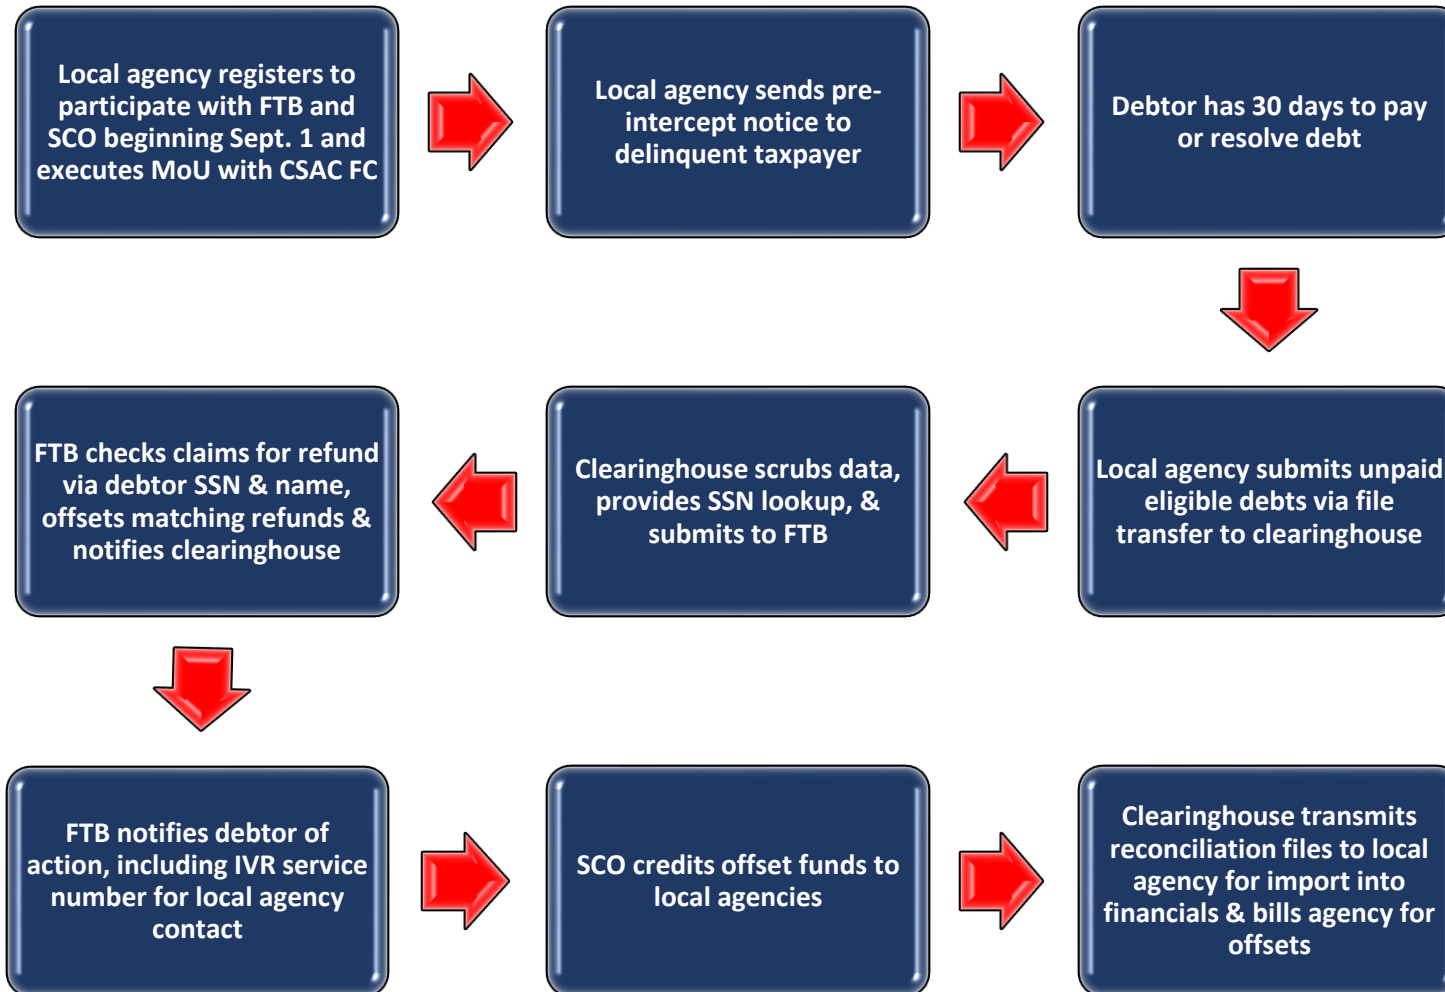 Local agency registers to
participate with FTB and
SCO beginning Sept. 1 and
executes MoU with CSAC FC
Local agency sends pre-
intercept notice to
delinquent taxpayer
Debtor has 30 days to pay
or resolve debt
Local agency submits unpaid
eligible debts via file
transfer to clearinghouse
Clearinghouse scrubs data,
provides SSN lookup, &
submits to FTB
FTB checks claims for refund
via debtor SSN & name,
offsets matching refunds &
notifies clearinghouse
FTB notifies debtor of
action, including IVR service
number for local agency
contact
SCO credits offset funds to
local agencies
Clearinghouse transmits
reconciliation files to local
agency for import into
financials & bills agency for
offsets